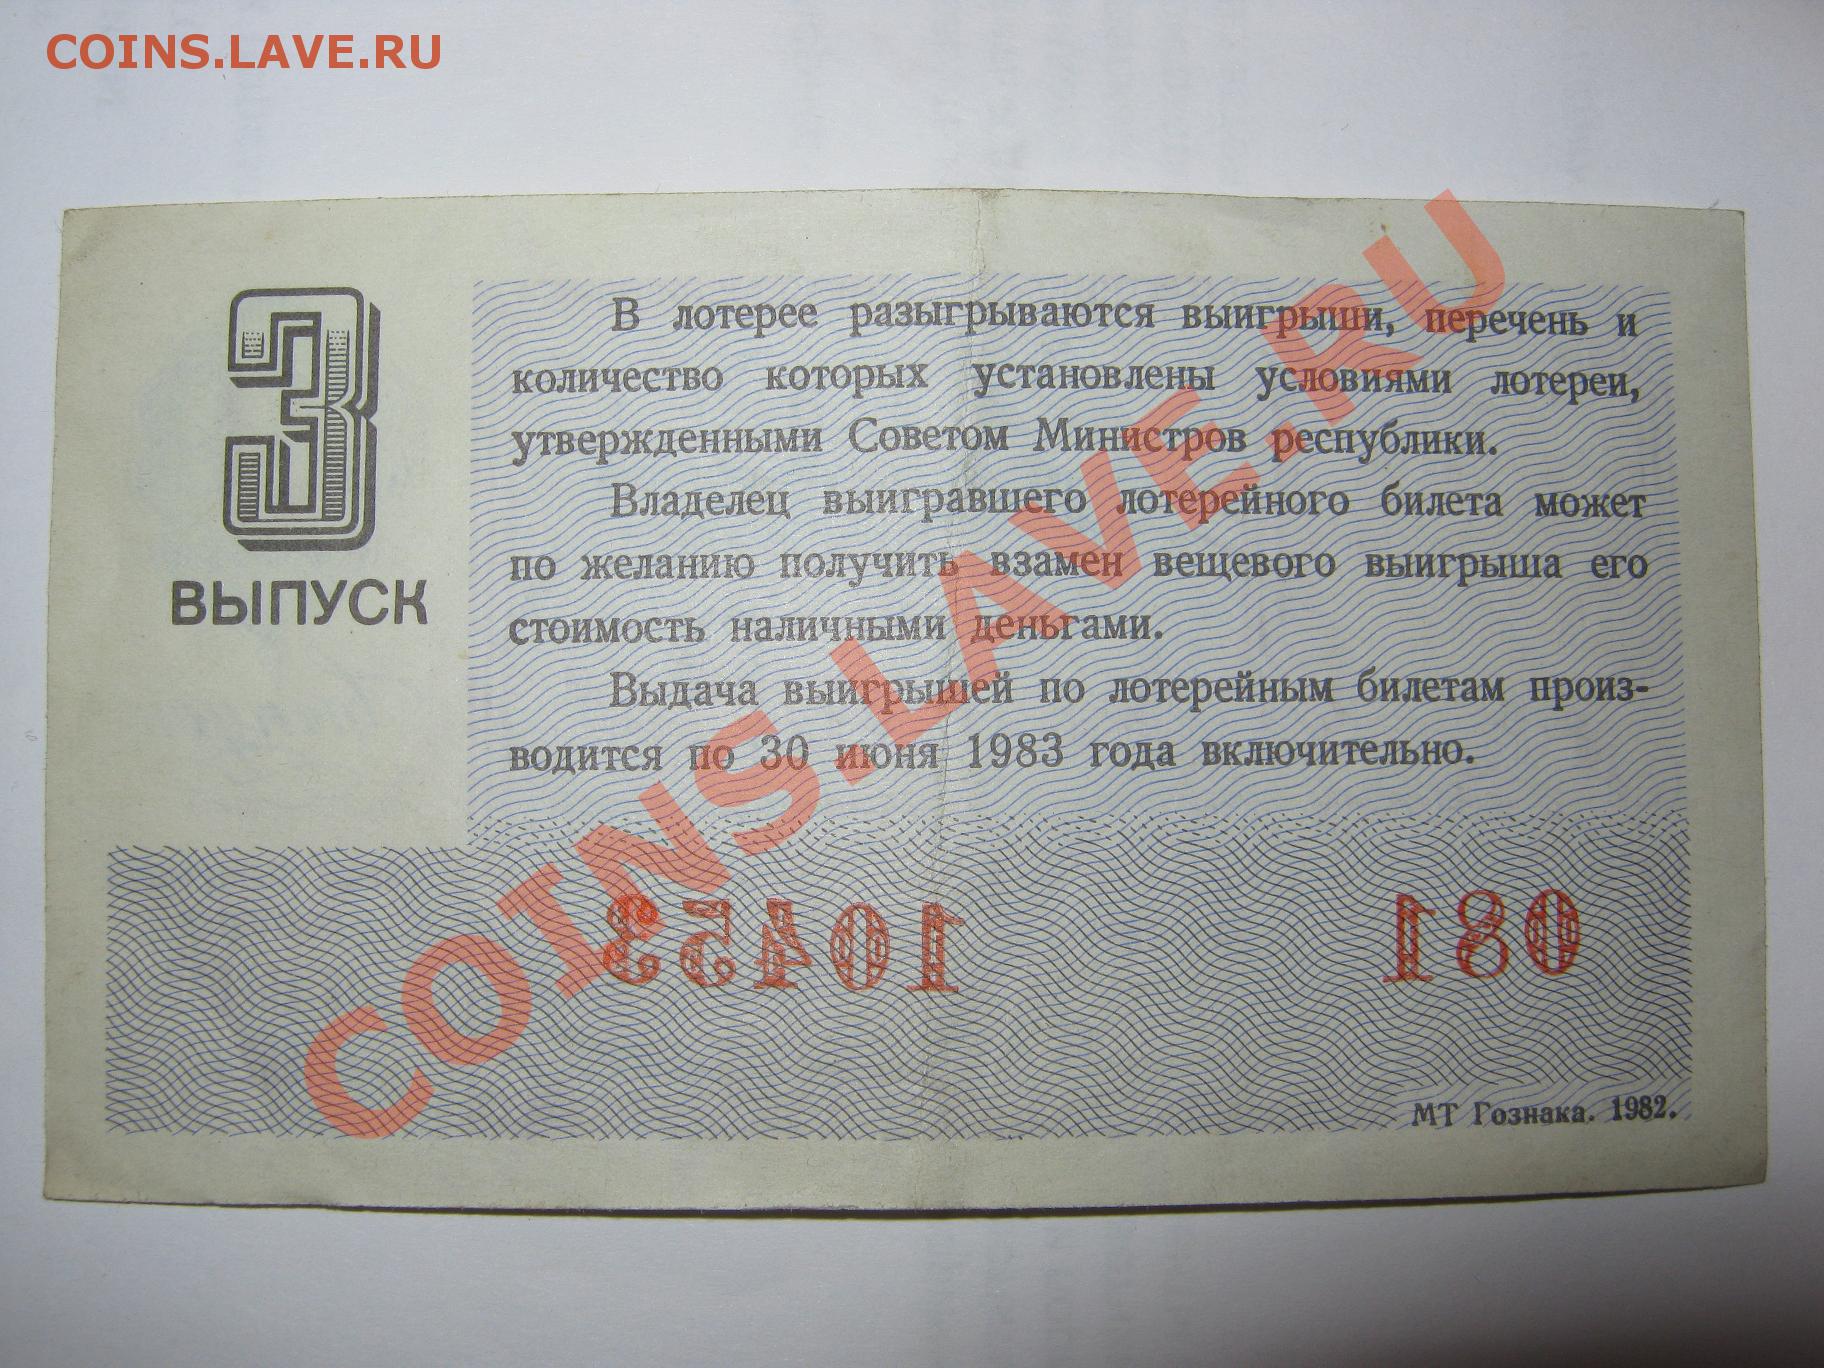 COINS.LAVE.RU
3
ВЫПУСК
В лотерее разыгрываются выигрыши, перечень и
количество которых установлены условиями лотереи,
утвержденными Советом Министров республики.
Владелец выигравшего лотерейного билета может
по желанию получить взамен вещевого выигрыша его
стоимость наличными деньгами.
Выдача выигрышей по лотерейным билетам произ-
водится по 30 июня 1983 года включительно.
10453 081
МТ Гознака. 1982.
COINS.LAVE.RU